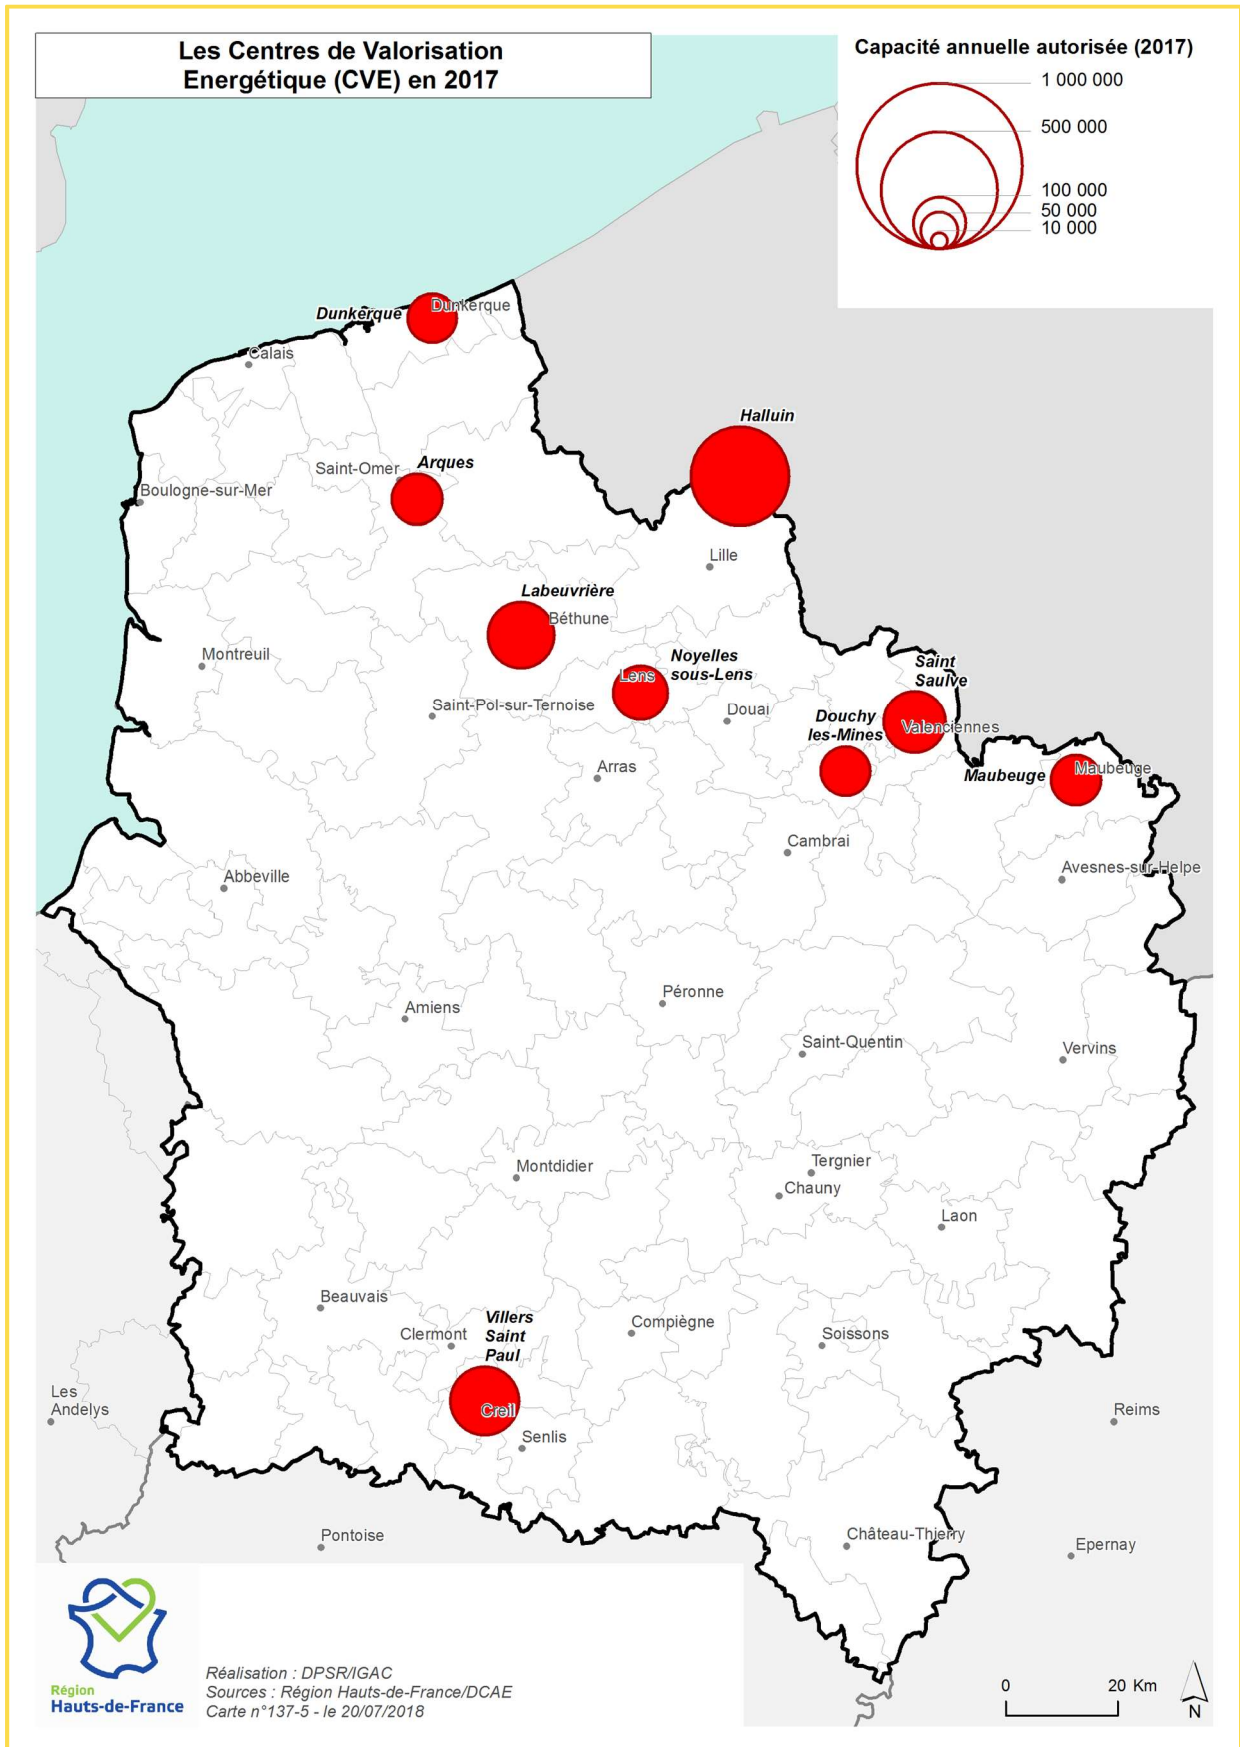 Les Centres de Valorisation
Energétique (CVE) en 2017
Capacité annuelle autorisée (2017)
1 000 000
500 000
100 000
50 000
10 000
Dunkerque
Dunkerque
Calais
Halluin
Saint-Omer
Arques
Boulogne-sur-Mer
Lille
Labeuvrière
Béthune
Montreuil
Noyelles
sous-Lens
Lens
Saint
Saulve
Saint-Pol-sur-Ternoise
Douai
Douchy
les-Mines
Valenciennes
Arras
Maubeuge
Maubeuge
Cambrai
Abbeville
Avesnes-sur-Helpe
Péronne
Amiens
Saint-Quentin
Vervins
Montdidier
Tergnier
Chauny
Laon
Beauvais
Clermont
Villers
Saint
Paul
Compiègne
Soissons
Les
Andelys
Creil
Senlis
Reims
Pontoise
Château-Thierry
Epernay
Région
Hauts-de-France
Réalisation : DPSR/IGAC
Sources : Région Hauts-de-France/DCAE
Carte n°137-5 - le 20/07/2018
0 20 Km
N